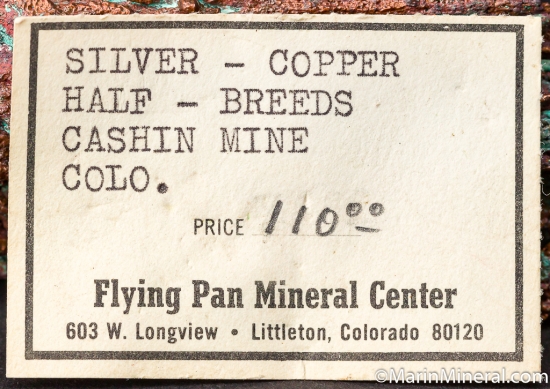 SILVER - COPPER
HALF - BREEDS
CASHIN MINE
COLO.
PRICE 110⁰⁰
Flying Pan Mineral Center
603 W. Longview • Littleton, Colorado 80120
©MarinMineral.com